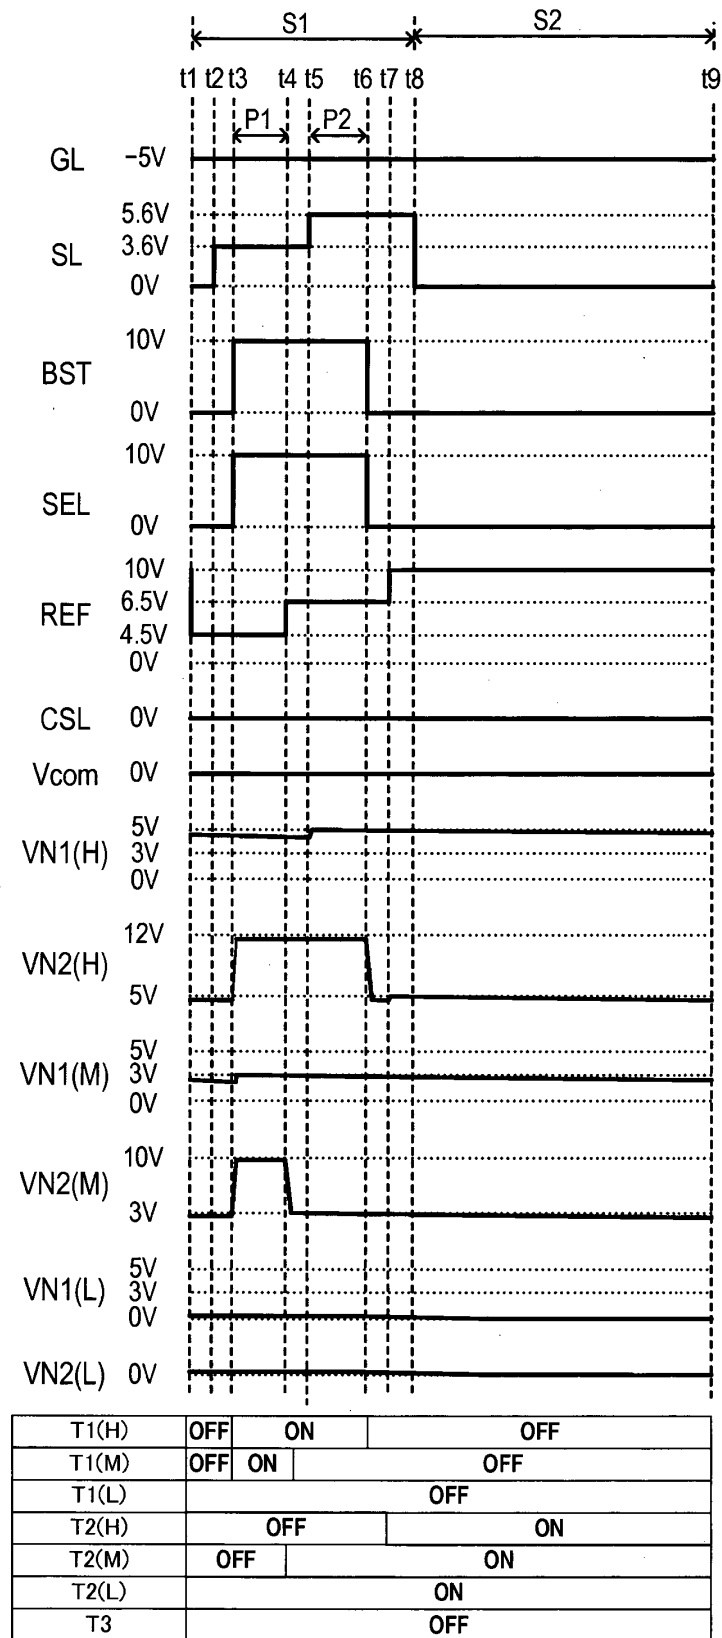 S1 S2
t1 t2 t3 t4 t5 t6 t7 t8 t9
P1 P2
GL −5V
5.6V
SL 3.6V
0V
10V
BST
0V
10V
SEL
0V
10V
REF 6.5V
4.5V
0V
CSL 0V
Vcom 0V
5V
VN1(H) 3V
0V
12V
VN2(H)
5V
5V
VN1(M) 3V
0V
10V
VN2(M)
3V
5V
VN1(L) 3V
0V
VN2(L) 0V
T1(H) OFF ON OFF
T1(M) OFF ON OFF
T1(L) OFF
T2(H) OFF ON
T2(M) OFF ON
T2(L) ON
T3 OFF